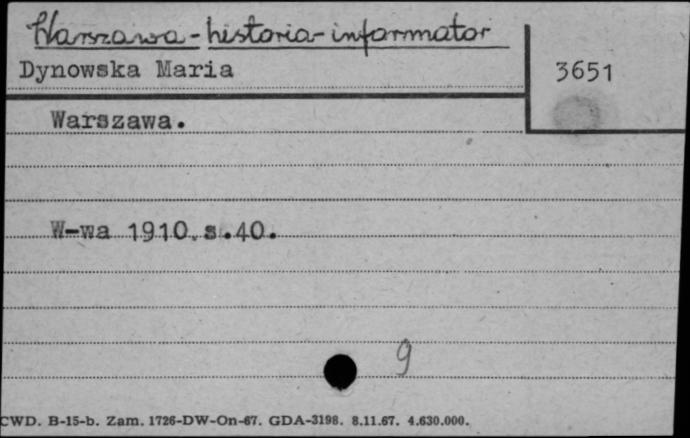 Warszawa - historia - informator
Dynowska Maria
3651
Warszawa.
W-wa 1910. s.40.
9
CWD. B-15-b. Zam. 1726-DW-On-67. GDA-3198. 8.11.67. 4.630.000.